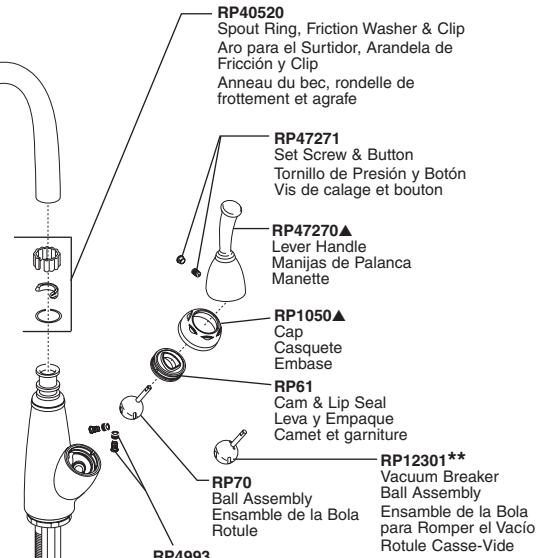 RP40520
Spout Ring, Friction Washer & Clip
Aro para el Surtidor, Arandela de
Fricción y Clip
Anneau du bec, rondelle de
frottement et agrafe
RP47271
Set Screw & Button
Tornillo de Presión y Botón
Vis de calage et bouton
RP47270▲
Lever Handle
Manijas de Palanca
Manette
RP1050▲
Cap
Casquete
Embase
RP61
Cam & Lip Seal
Leva y Empaque
Camet et garniture
RP70
Ball Assembly
Ensamble de la Bola
Rotule
RP12301**
Vacuum Breaker
Ball Assembly
Ensamble de la Bola
para Romper el Vacío
Rotule Casse-Vide
RP4993